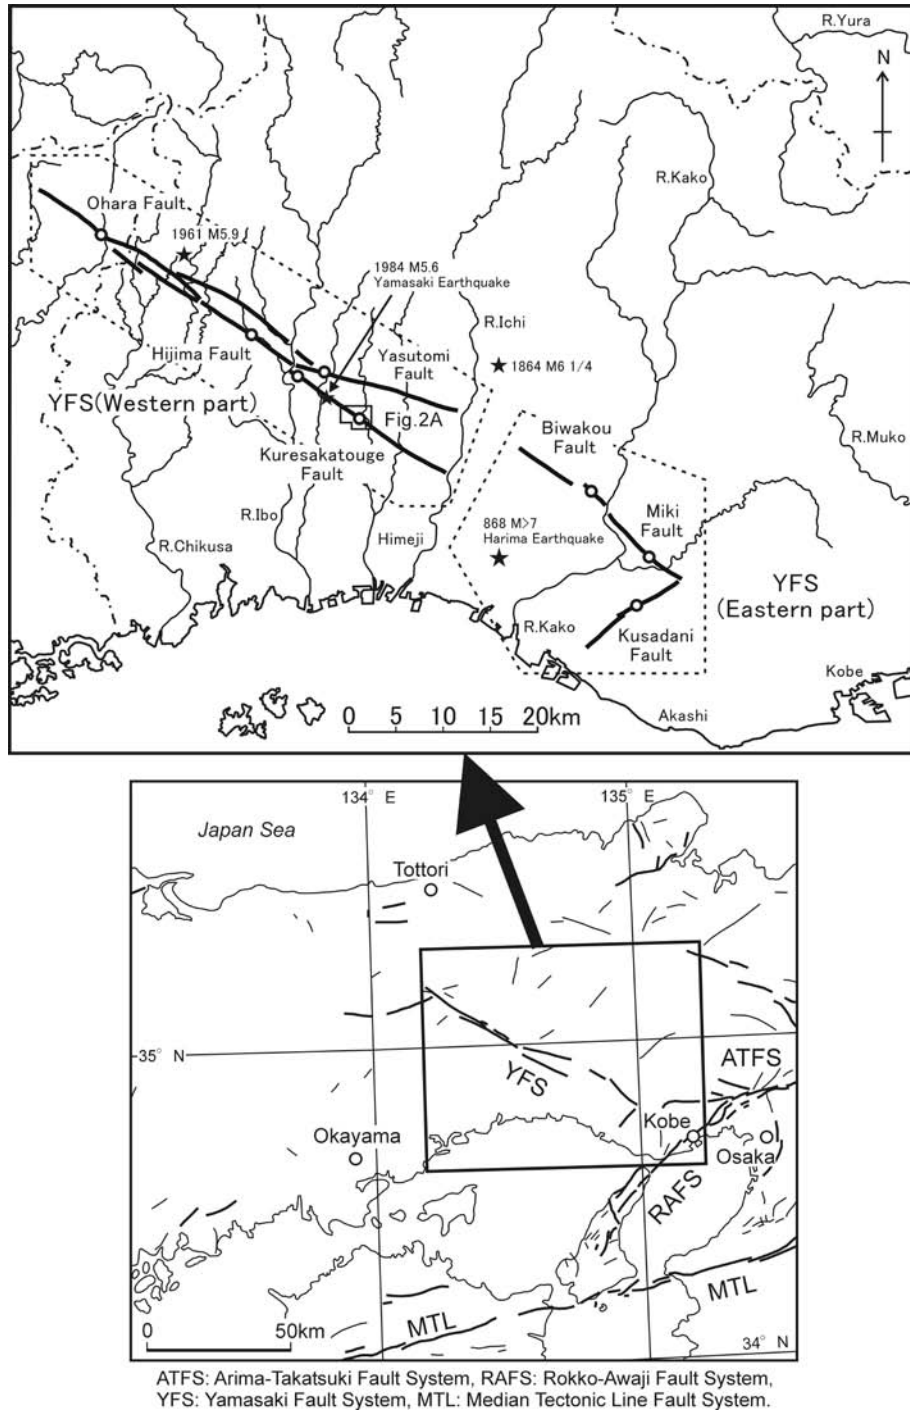 R.Yura
N
R.Kako
Ohara Fault
1961 M5.9
1984 M5.6
Yamasaki Earthquake
R.Ichi
1864 M6 1/4
Hijima Fault
Yasutomi
Fault
YFS(Western part)
Fig.2A
Biwakou
Fault
R.Muko
Kuresakatouge
Fault
Miki
Fault
R.Ibo
868 M>7
Harima Earthquake
R.Chikusa
Himeji
YFS
(Eastern part)
R.Kako
Kusadani
Fault
Kobe
0 5 10 15 20km
Akashi
134° E
135° E
Japan Sea
Tottori
35° N
YFS
ATFS
Kobe
Okayama
Osaka
RAFS
MTL
MTL
0 50km
34° N
ATFS: Arima-Takatsuki Fault System, RAFS: Rokko-Awaji Fault System,
YFS: Yamasaki Fault System, MTL: Median Tectonic Line Fault System.